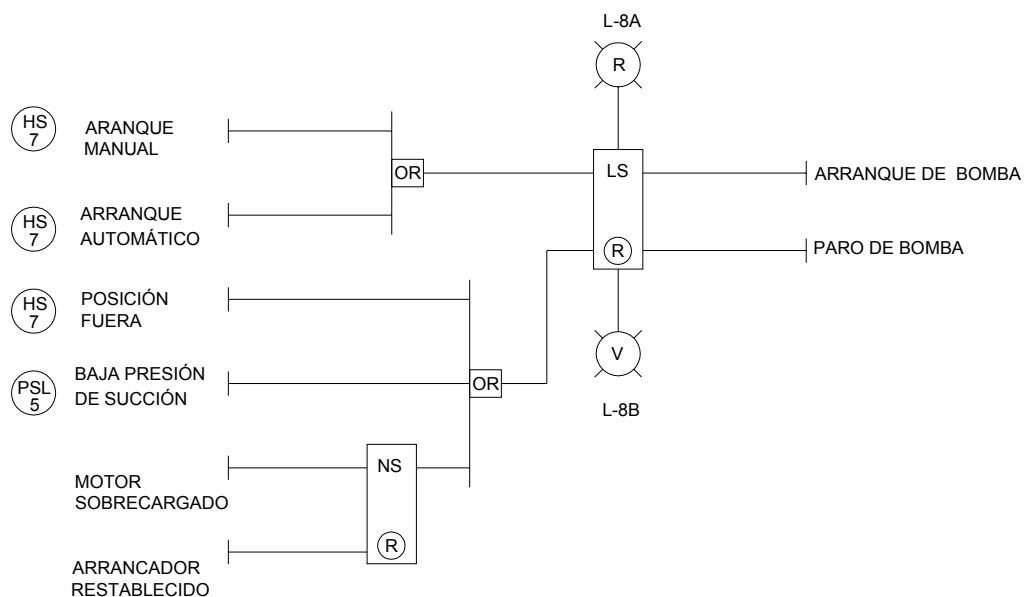 L-8A
R
HS
7
ARANQUE
MANUAL
OR
LS
ARRANQUE DE BOMBA
HS
7
ARRANQUE
AUTOMÁTICO
R
PARO DE BOMBA
HS
7
POSICIÓN
FUERA
V
L-8B
PSL
5
BAJA PRESIÓN
DE SUCCIÓN
OR
MOTOR
SOBRECARGADO
NS
R
ARRANCADOR
RESTABLECIDO